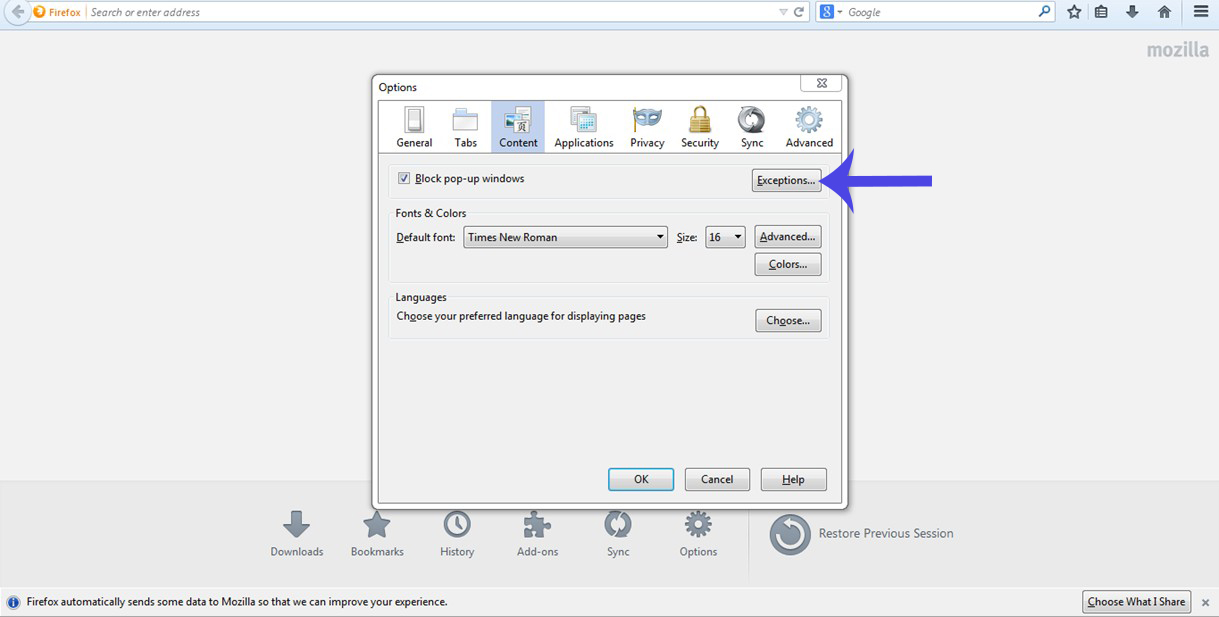 Firefox Search or enter address Google
mozilla
Options
General Tabs Content Applications Privacy Security Sync Advanced
Block pop-up windows Exceptions...
Fonts & Colors
Default font: Times New Roman Size: 16 Advanced...
Colors...
Languages
Choose your preferred language for displaying pages Choose...
OK Cancel Help
Downloads Bookmarks History Add-ons Sync Options Restore Previous Session
Firefox automatically sends some data to Mozilla so that we can improve your experience. Choose What I Share